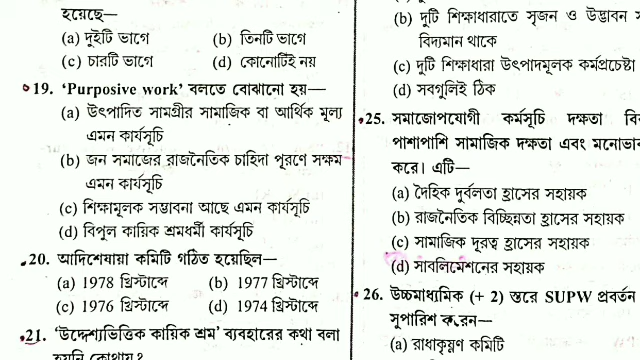 হয়েছে—
(a) দুইটি ভাগে (b) তিনটি ভাগে
(c) চারটি ভাগে (d) কোনোটিই নয়
19. ‘Purposive work’ বলতে বোঝানো হয়—
(a) উৎপাদিত সামগ্রীর সামাজিক বা আর্থিক মূল্য
এমন কার্যসূচি
(b) জন সমাজের রাজনৈতিক চাহিদা পূরণে সক্ষম
এমন কার্যসূচি
(c) শিক্ষামূলক সম্ভাবনা আছে এমন কার্যসূচি
(d) বিপুল কায়িক শ্রমধর্মী কার্যসূচি
20. আদিশেষায়া কমিটি গঠিত হয়েছিল—
(a) 1978 খ্রিস্টাব্দে (b) 1977 খ্রিস্টাব্দে
(c) 1976 খ্রিস্টাব্দে (d) 1974 খ্রিস্টাব্দে
21. ‘উদ্দেশ্যভিত্তিক কায়িক শ্রম’ ব্যবহারের কথা বলা
হয়নি কোথায়?
(b) দুটি শিক্ষাধারাতে সৃজন ও উদ্ভাবন
বিদ্যমান থাকে
(c) দুটি শিক্ষাধারা উৎপাদমূলক কর্মপ্রচেষ্টা
(d) সবগুলিই ঠিক
25. সমাজোপযোগী কর্মসূচি দক্ষতা
পাশাপাশি সামাজিক দক্ষতা এবং
করে। এটি—
(a) দৈহিক দুর্বলতা হ্রাসের সহায়ক
(b) রাজনৈতিক বিচ্ছিন্নতা হ্রাসের সহায়ক
(c) সামাজিক দূরত্ব হ্রাসের সহায়ক
(d) সাবলিমেশনের সহায়ক
26. উচ্চমাধ্যমিক (+ 2) স্তরে SUPW প্রবর্তন
সুপারিশ করেন—
(a) রাধাকৃষ্ণণ কমিটি